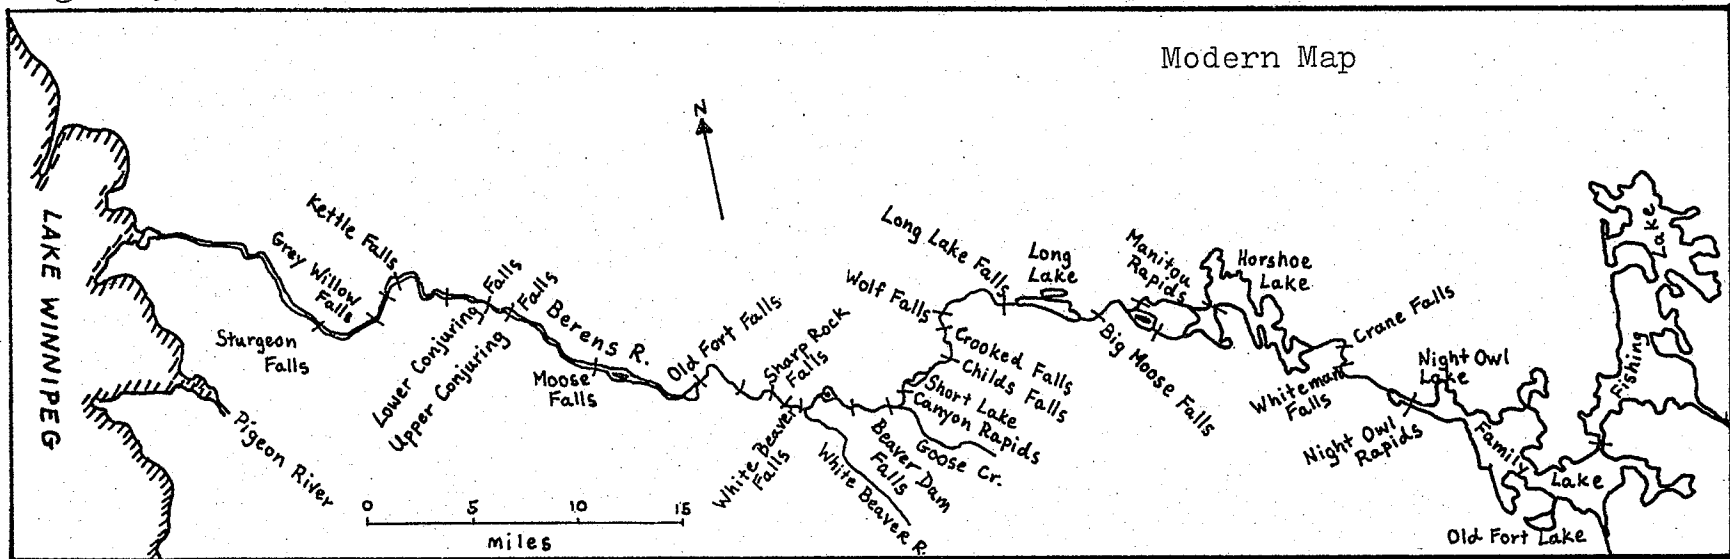 Modern Map
N
LAKE WINNIPEG
Kettle Falls
Grey Willow
Falls
Sturgeon
Falls
Lower Conjuring Falls
Upper Conjuring Falls
Berens R.
Moose
Falls
Old Fort Falls
Sharp Rock
Falls
White Beaver
Falls
White Beaver R.
Beaver Dam
Falls
Goose Cr.
Canyon Rapids
Short Lake
Childs Falls
Crooked Falls
Wolf Falls
Long Lake Falls
Long
Lake
Big Moose Falls
Manitou
Rapids
Horshoe
Lake
Crane Falls
Whiteman
Falls
Night Owl
Lake
Night Owl
Rapids
Family Lake
Fishing Lake
Old Fort Lake
Pigeon River
0 5 10 15
miles